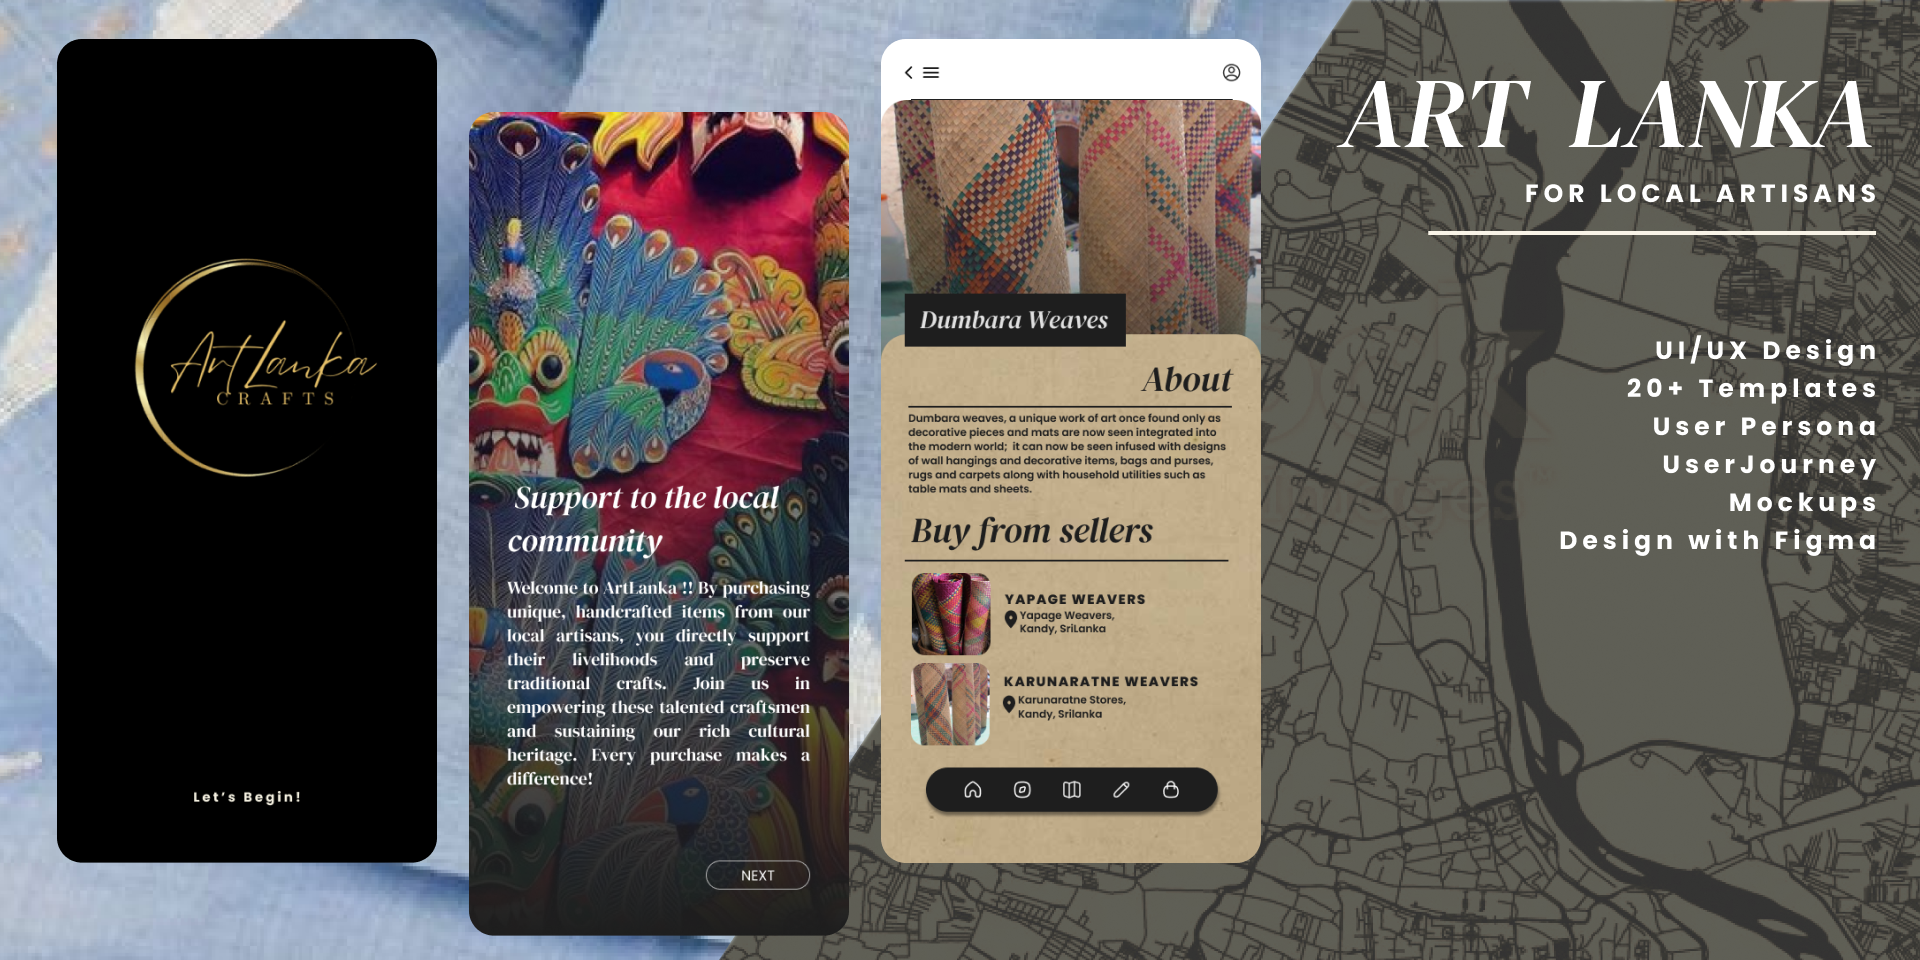 ArtLanka
CRAFTS
Let's Begin!
Support to the local
community
Welcome to ArtLanka !! By purchasing
unique, handcrafted items from our
local artisans, you directly support
their livelihoods and preserve
traditional crafts. Join us in
empowering these talented craftsmen
and sustaining our rich cultural
heritage. Every purchase makes a
difference!
NEXT
Dumbara Weaves
About
Dumbara weaves, a unique work of art once found only as
decorative pieces and mats are now seen integrated into
the modern world; it can now be seen infused with designs
of wall hangings and decorative items, bags and purses,
rugs and carpets along with household utilities such as
table mats and sheets.
Buy from sellers
YAPAGE WEAVERS
Yapage Weavers,
Kandy, SriLanka
KARUNARATNE WEAVERS
Karunaratne Stores,
Kandy, Srilanka
ART LANKA
FOR LOCAL ARTISANS
UI/UX Design
20+ Templates
User Persona
UserJourney
Mockups
Design with Figma